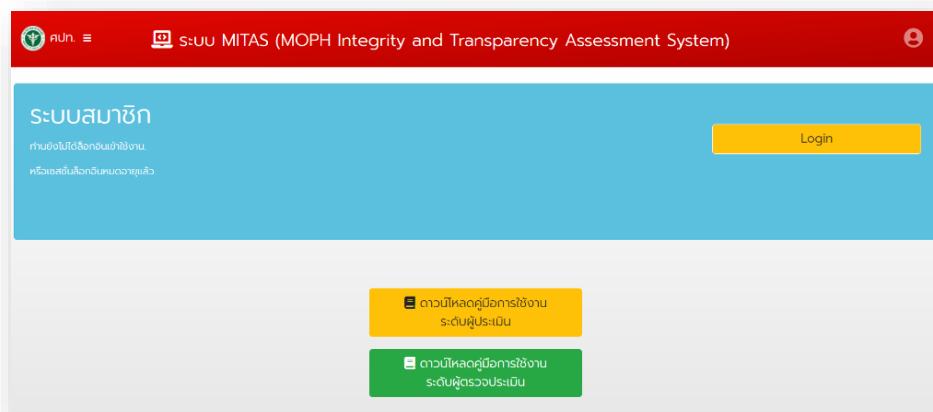 ศปท.
ระบบ MITAS (MOPH Integrity and Transparency Assessment System)
ระบบสมาชิก
ท่านยังไม่ได้ล็อกอินเข้าใช้งาน.
หรือเซสชั่นล็อกอินหมดอายุแล้ว
Login
ดาวน์โหลดคู่มือการใช้งาน
ระดับผู้ประเมิน
ดาวน์โหลดคู่มือการใช้งาน
ระดับผู้ตรวจประเมิน